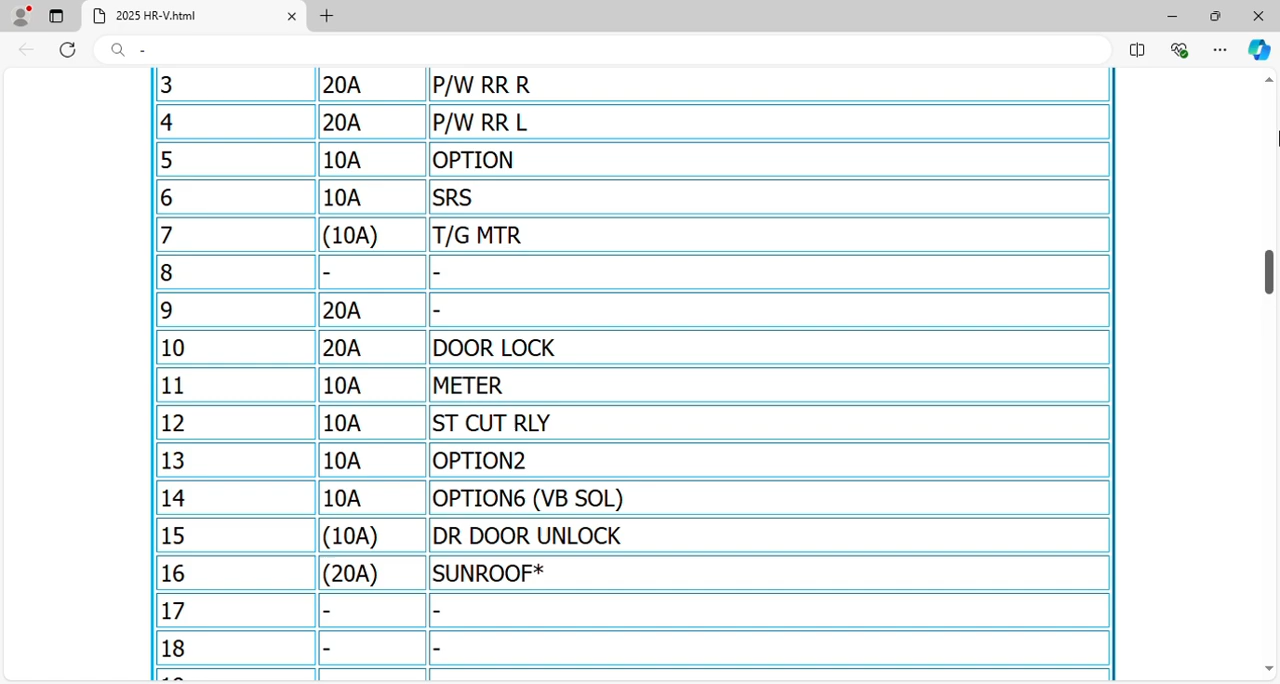 2025 HR-V.html
-
3 20A P/W RR R
4 20A P/W RR L
5 10A OPTION
6 10A SRS
7 (10A) T/G MTR
8 - -
9 20A -
10 20A DOOR LOCK
11 10A METER
12 10A ST CUT RLY
13 10A OPTION2
14 10A OPTION6 (VB SOL)
15 (10A) DR DOOR UNLOCK
16 (20A) SUNROOF*
17 - -
18 - -